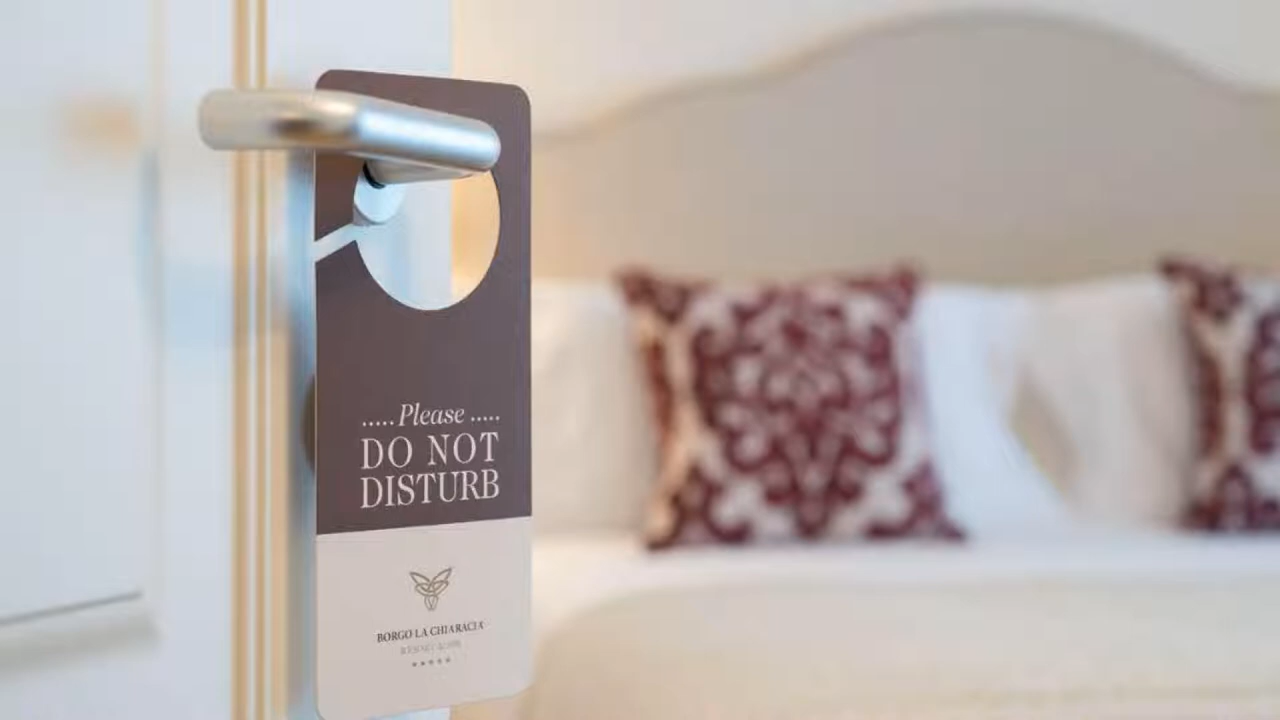 ..... Please .....
DO NOT
DISTURB
BORGO LA CHIARACIA